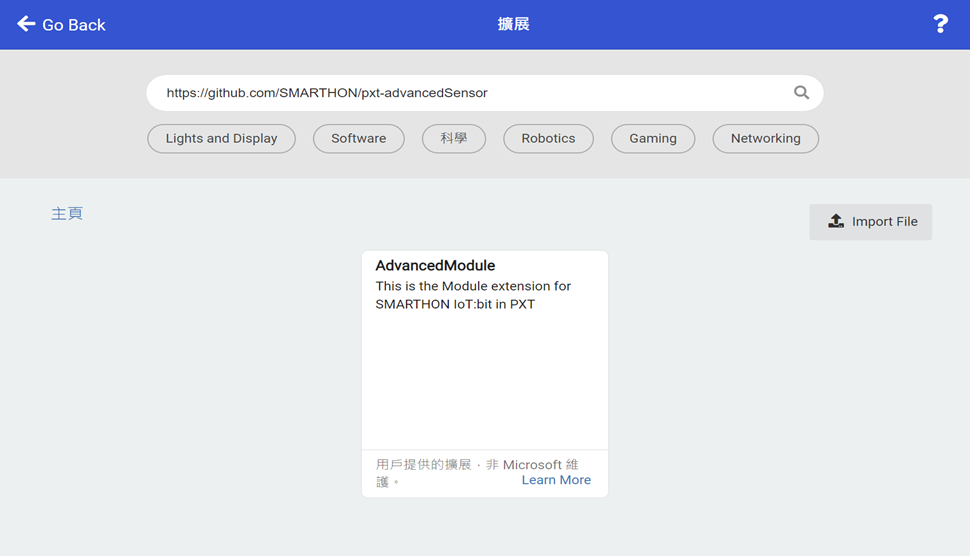 Go Back
擴展
?
https://github.com/SMARTHON/pxt-advancedSensor
Lights and Display
Software
科學
Robotics
Gaming
Networking
主頁
Import File
AdvancedModule
This is the Module extension for
SMARTHON IoT:bit in PXT
用戶提供的擴展，非 Microsoft 維
護。
Learn More